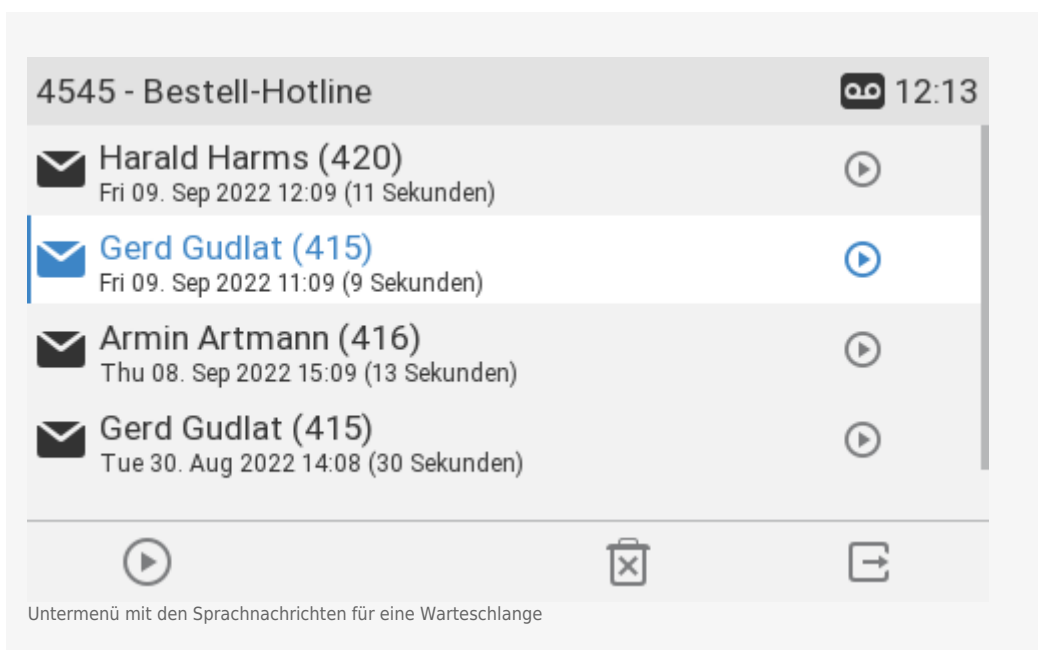 4545 - Bestell-Hotline 12:13
Harald Harms (420)
Fri 09. Sep 2022 12:09 (11 Sekunden)
Gerd Gudlat (415)
Fri 09. Sep 2022 11:09 (9 Sekunden)
Armin Artmann (416)
Thu 08. Sep 2022 15:09 (13 Sekunden)
Gerd Gudlat (415)
Tue 30. Aug 2022 14:08 (30 Sekunden)
Untermenü mit den Sprachnachrichten für eine Warteschlange